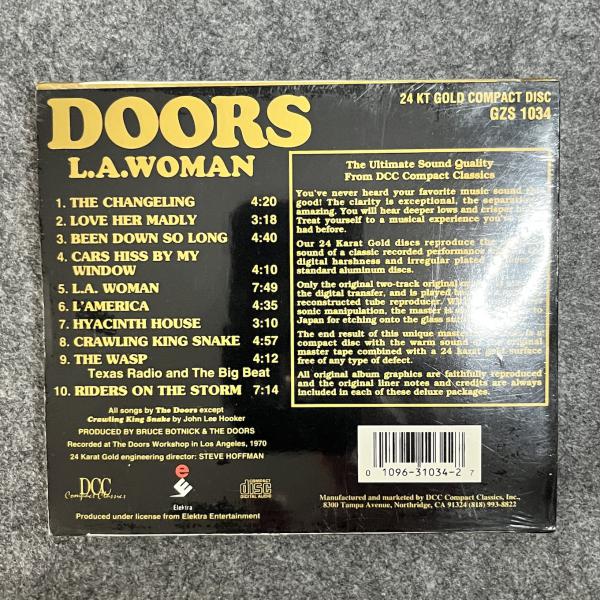 DOORS
L.A.WOMAN
1. THE CHANGELING 4:20
2. LOVE HER MADLY 3:18
3. BEEN DOWN SO LONG 4:40
4. CARS HISS BY MY
WINDOW 4:10
5. L.A. WOMAN 7:49
6. L'AMERICA 4:35
7. HYACINTH HOUSE 3:10
8. CRAWLING KING SNAKE 4:57
9. THE WASP 4:12
Texas Radio and The Big Beat
10. RIDERS ON THE STORM 7:14
All songs by The Doors except
Crawling King Snake by John Lee Hooker
PRODUCED BY BRUCE BOTNICK & THE DOORS
Recorded at The Doors Workshop in Los Angeles, 1970
24 Karat Gold engineering director: STEVE HOFFMAN
DCC
Compact Classics
e
Elektra
COMPACT
disc
DIGITAL AUDIO
Produced under license from Elektra Entertainment
24 KT GOLD COMPACT DISC
GZS 1034
The Ultimate Sound Quality
From DCC Compact Classics
You've never heard your favorite music sound
good! The clarity is exceptional, the
amazing. You will hear deeper lows and
Treat yourself to a musical experience
had before.
Our 24 Karat Gold discs reproduce the
sound of a classic recorded performance
digital harshness and irregular plated
standard aluminum discs.
Only the original two-track original
the digital transfer, and is played
reconstructed tube reproducer.
sonic manipulation, the master is to
Japan for etching onto the glass
The end result of this unique master a
compact disc with the warm sound of the original
master tape combined with a 24 karat gold surface
free of any type of defect.
All original album graphics are faithfully reproduced
and the original liner notes and credits are always
included in each of these deluxe packages.
0 1096-31034-2 7
Manufactured and marketed by DCC Compact Classics, Inc.,
8300 Tampa Avenue, Northridge, CA 91324 (818) 993-8822